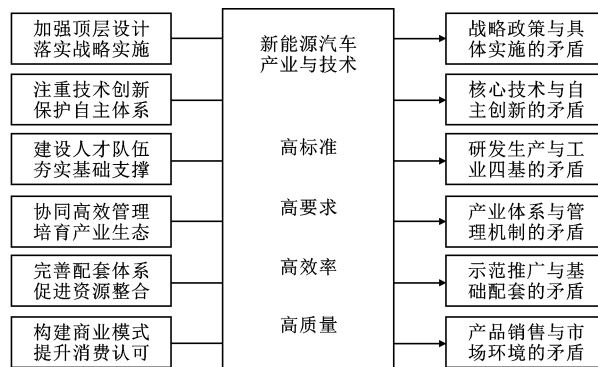 加强顶层设计
落实战略实施
注重技术创新
保护自主体系
建设人才队伍
夯实基础支撑
协同高效管理
培育产业生态
完善配套体系
促进资源整合
构建商业模式
提升消费认可
新能源汽车
产业与技术
高标准
高要求
高效率
高质量
战略政策与具
体实施的矛盾
核心技术与自
主创新的矛盾
研发生产与工
业四基的矛盾
产业体系与管
理机制的矛盾
示范推广与基
础配套的矛盾
产品销售与市
场环境的矛盾